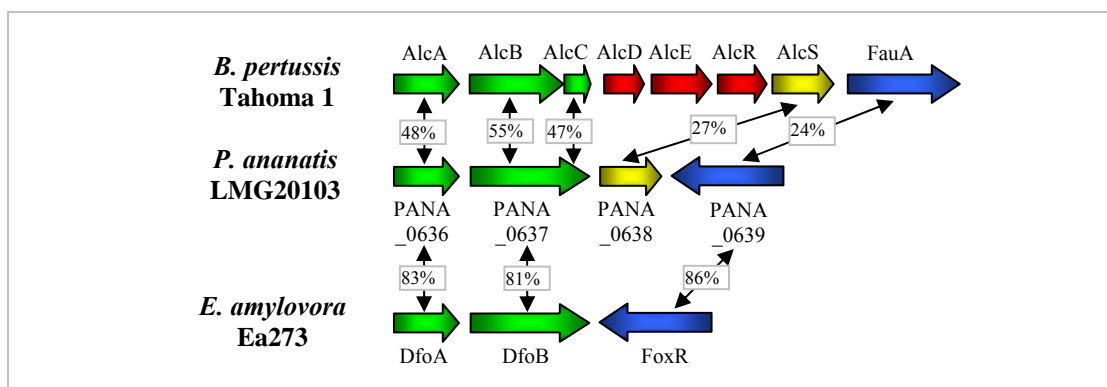 AlcA AlcB AlcC AlcD AlcE AlcR AlcS FauA
B. pertussis
Tahoma 1
48% 55% 47% 27% 24%
P. ananatis
LMG20103
PANA PANA PANA PANA
_0636 _0637 _0638 _0639
83% 81% 86%
E. amylovora
Ea273
DfoA DfoB FoxR